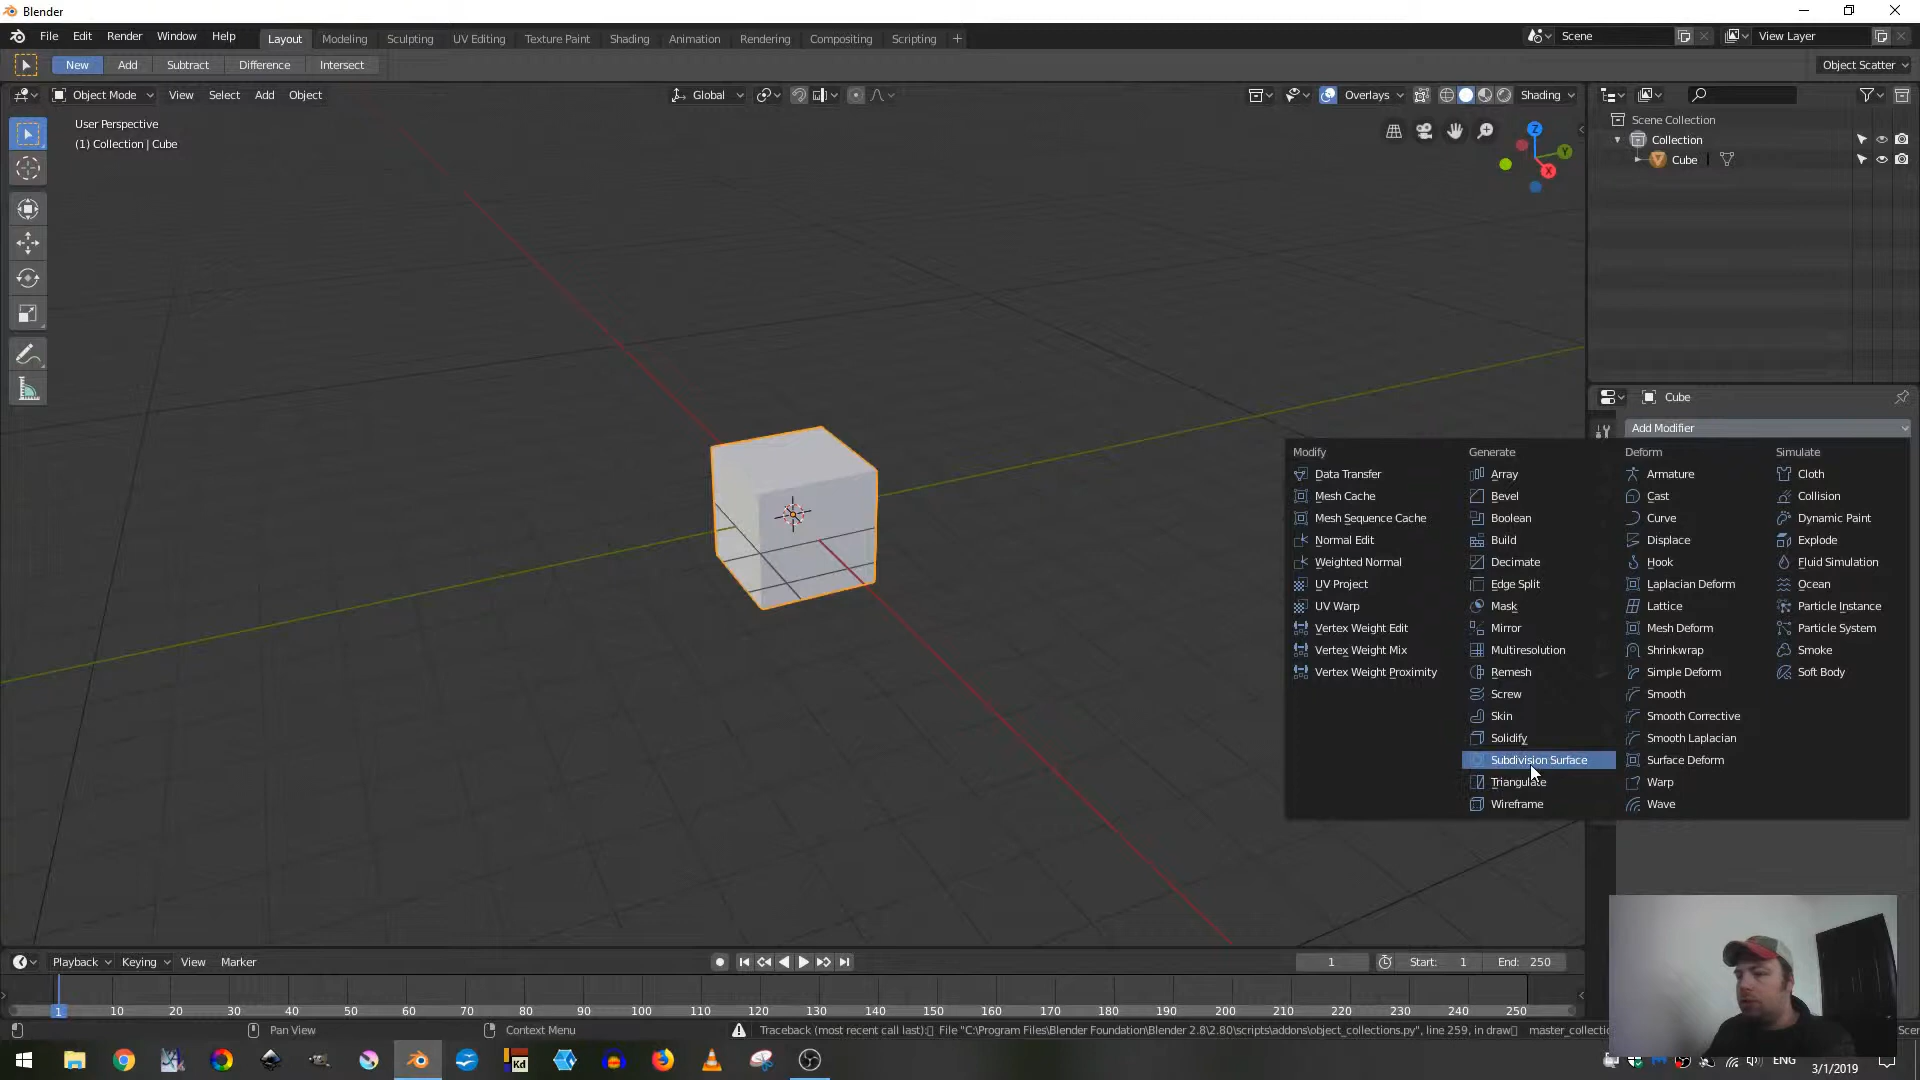 Blender
File Edit Render Window Help Layout Modeling Sculpting UV Editing Texture Paint Shading Animation Rendering Compositing Scripting + Scene View Layer
New Add Subtract Difference Intersect Object Scatter
Object Mode View Select Add Object Global Overlays Shading
User Perspective
(1) Collection | Cube
Z
Y
X
Scene Collection
Collection
Cube
Cube
Add Modifier
Modify Generate Deform Simulate
Data Transfer Array Armature Cloth
Mesh Cache Bevel Cast Collision
Mesh Sequence Cache Boolean Curve Dynamic Paint
Normal Edit Build Displace Explode
Weighted Normal Decimate Hook Fluid Simulation
UV Project Edge Split Laplacian Deform Ocean
UV Warp Mask Lattice Particle Instance
Vertex Weight Edit Mirror Mesh Deform Particle System
Vertex Weight Mix Multiresolution Shrinkwrap Smoke
Vertex Weight Proximity Remesh Simple Deform Soft Body
Screw Smooth
Skin Smooth Corrective
Solidify Smooth Laplacian
Subdivision Surface Surface Deform
Triangulate Warp
Wireframe Wave
Playback Keying View Marker 1 Start: 1 End: 250
1 10 20 30 40 50 60 70 80 90 100 110 120 130 140 150 160 170 180 190 200 210 220 230 240 250
Pan View Context Menu Traceback (most recent call last): File "C:\Program Files\Blender Foundation\Blender 2.8\2.80\scripts\addons\object_collections.py", line 259, in draw master_collectio
Kd ENG
3/1/2019